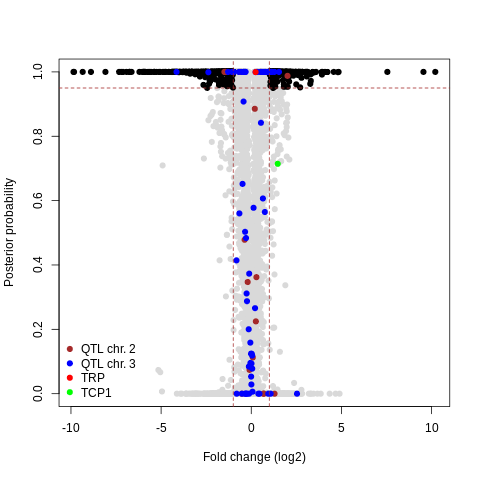 1.0
0.8
0.6
0.4
0.2
0.0
Posterior probability
QTL chr. 2
QTL chr. 3
TRP
TCP1
-10
-5
0
5
10
Fold change (log2)